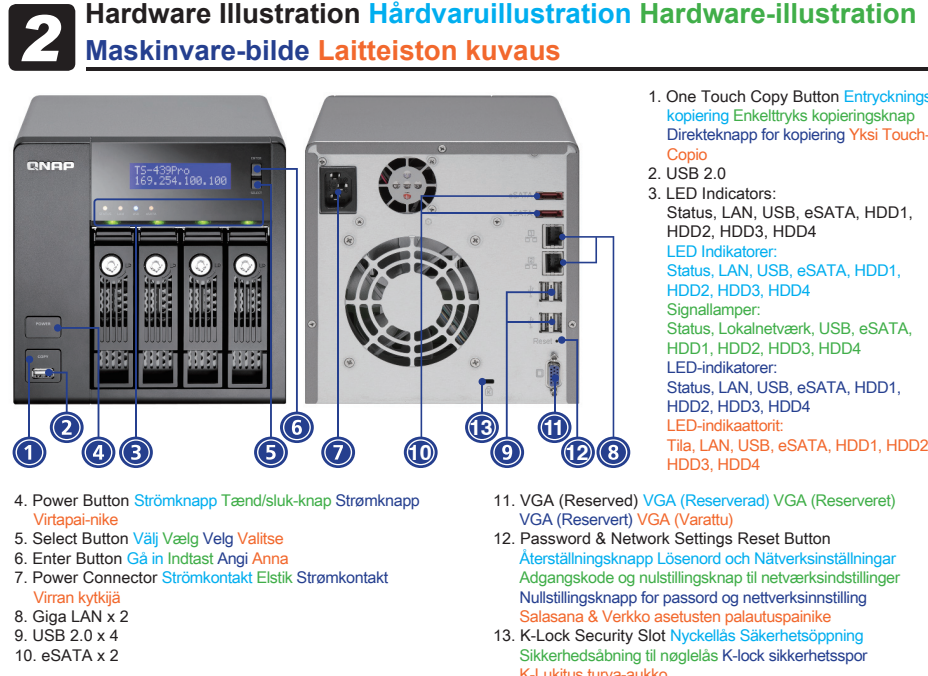 2
Hardware Illustration Hårdvaruillustration Hardware-illustration
Maskinvare-bilde Laitteiston kuvaus
QNAP
TS-439Pro
169.254.100.100
ENTER
SELECT
POWER
COPY
eSATA
eSATA
Reset
1
2
4
3
5
6
7
10
13
9
11
12
8
1. One Touch Copy Button Entrycknings
kopiering Enkelttryks kopieringsknap
Direkteknapp for kopiering Yksi Touch-
Copio
2. USB 2.0
3. LED Indicators:
Status, LAN, USB, eSATA, HDD1,
HDD2, HDD3, HDD4
LED Indikatorer:
Status, LAN, USB, eSATA, HDD1,
HDD2, HDD3, HDD4
Signallamper:
Status, Lokalnetværk, USB, eSATA,
HDD1, HDD2, HDD3, HDD4
LED-indikatorer:
Status, LAN, USB, eSATA, HDD1,
HDD2, HDD3, HDD4
LED-indikaattorit:
Tila, LAN, USB, eSATA, HDD1, HDD2
HDD3, HDD4
4. Power Button Strömknapp Tænd/sluk-knap Strømknapp
Virtapai-nike
5. Select Button Välj Vælg Velg Valitse
6. Enter Button Gå in Indtast Angi Anna
7. Power Connector Strömkontakt Elstik Strømkontakt
Virran kytkijä
8. Giga LAN x 2
9. USB 2.0 x 4
10. eSATA x 2
11. VGA (Reserved) VGA (Reserverad) VGA (Reserveret)
VGA (Reservert) VGA (Varattu)
12. Password & Network Settings Reset Button
Återställningsknapp Lösenord och Nätverksinställningar
Adgangskode og nulstillingsknap til netværksindstillinger
Nullstillingsknapp for passord og nettverksinnstilling
Salasana & Verkko asetusten palautuspainike
13. K-Lock Security Slot Nyckellås Säkerhetsöppning
Sikkerhedsåbning til nøglelås K-lock sikkerhetsspor
K-Lukitus turva-aukko